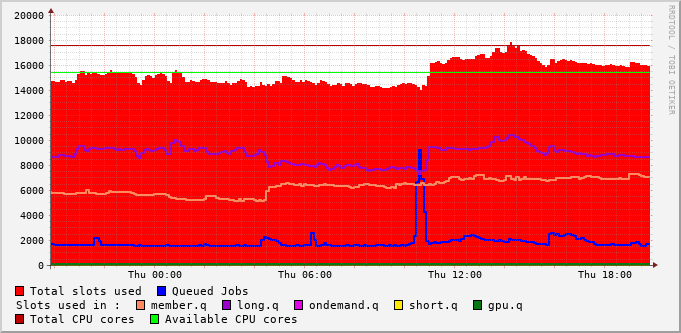 20000
18000
16000
14000
12000
10000
8000
6000
4000
2000
0
Thu 00:00 Thu 06:00 Thu 12:00 Thu 18:00
RRDTOOL / TOBI OETIKER
Total slots used Queued Jobs
Slots used in : member.q long.q ondemand.q short.q gpu.q
Total CPU cores Available CPU cores